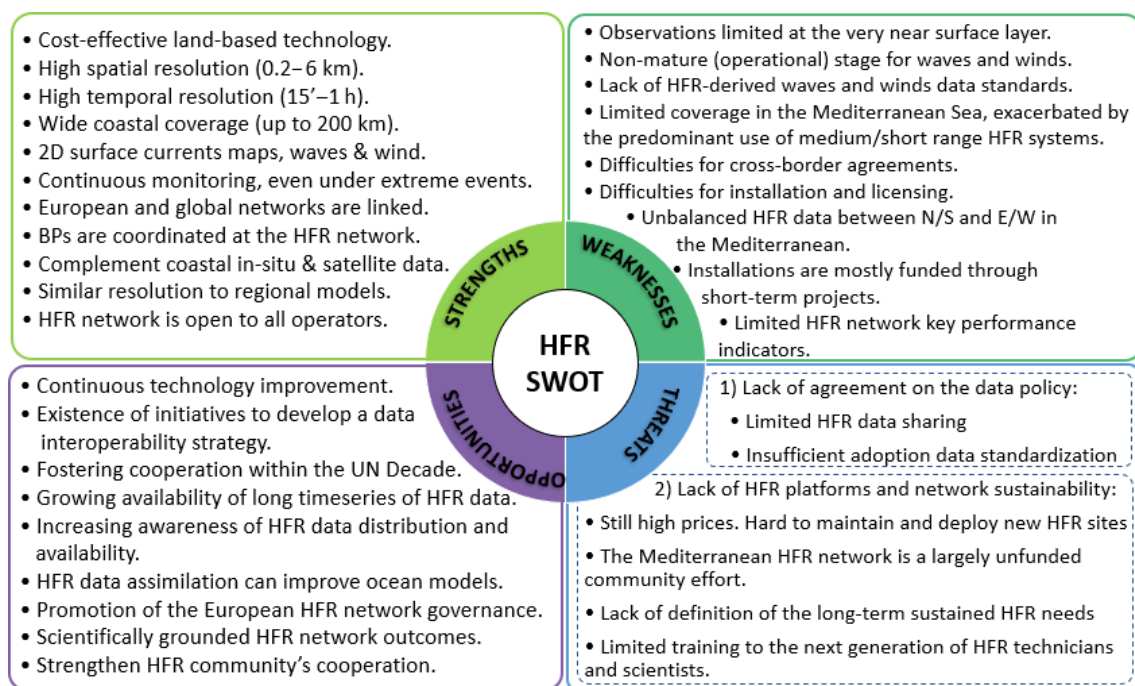 • Cost-effective land-based technology.
• High spatial resolution (0.2–6 km).
• High temporal resolution (15’–1 h).
• Wide coastal coverage (up to 200 km).
• 2D surface currents maps, waves & wind.
• Continuous monitoring, even under extreme events.
• European and global networks are linked.
• BPs are coordinated at the HFR network.
• Complement coastal in-situ & satellite data.
• Similar resolution to regional models.
• HFR network is open to all operators.
• Observations limited at the very near surface layer.
• Non-mature (operational) stage for waves and winds.
• Lack of HFR-derived waves and winds data standards.
• Limited coverage in the Mediterranean Sea, exacerbated by
the predominant use of medium/short range HFR systems.
• Difficulties for cross-border agreements.
• Difficulties for installation and licensing.
• Unbalanced HFR data between N/S and E/W in
the Mediterranean.
• Installations are mostly funded through
short-term projects.
• Limited HFR network key performance
indicators.
STRENGTHS
WEAKNESSES
HFR
SWOT
OPPORTUNITIES
THREATS
• Continuous technology improvement.
• Existence of initiatives to develop a data
interoperability strategy.
• Fostering cooperation within the UN Decade.
• Growing availability of long timeseries of HFR data.
• Increasing awareness of HFR data distribution and
availability.
• HFR data assimilation can improve ocean models.
• Promotion of the European HFR network governance.
• Scientifically grounded HFR network outcomes.
• Strengthen HFR community’s cooperation.
1) Lack of agreement on the data policy:
• Limited HFR data sharing
• Insufficient adoption data standardization
2) Lack of HFR platforms and network sustainability:
• Still high prices. Hard to maintain and deploy new HFR sites
• The Mediterranean HFR network is a largely unfunded
community effort.
• Lack of definition of the long-term sustained HFR needs
• Limited training to the next generation of HFR technicians
and scientists.